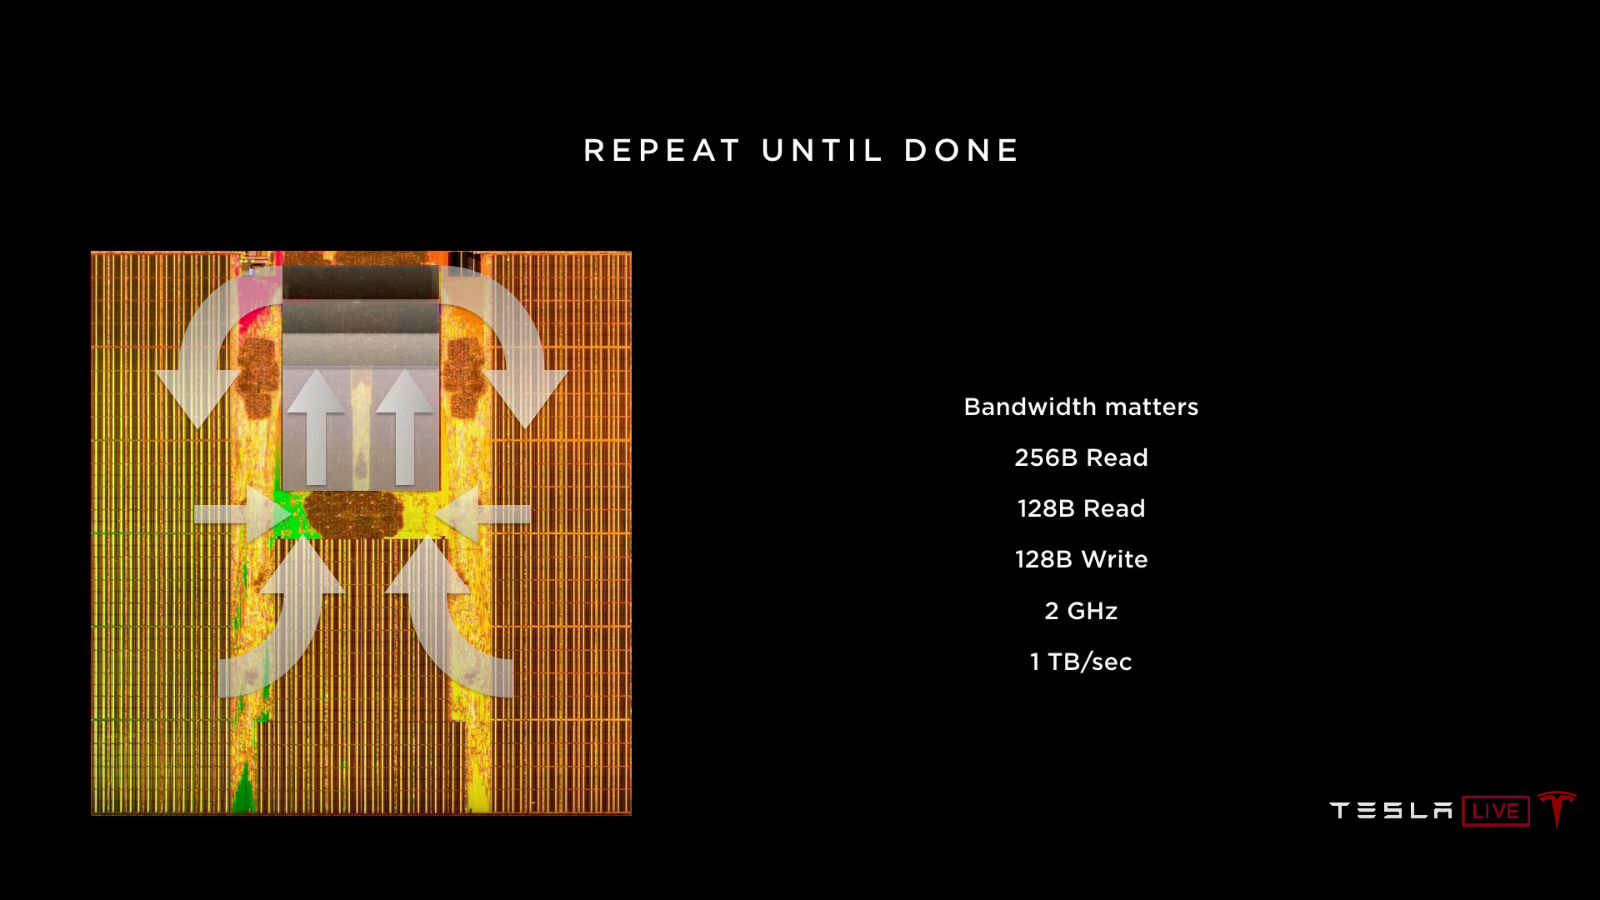 REPEAT UNTIL DONE
Bandwidth matters
256B Read
128B Read
128B Write
2 GHz
1 TB/sec
TESLA LIVE